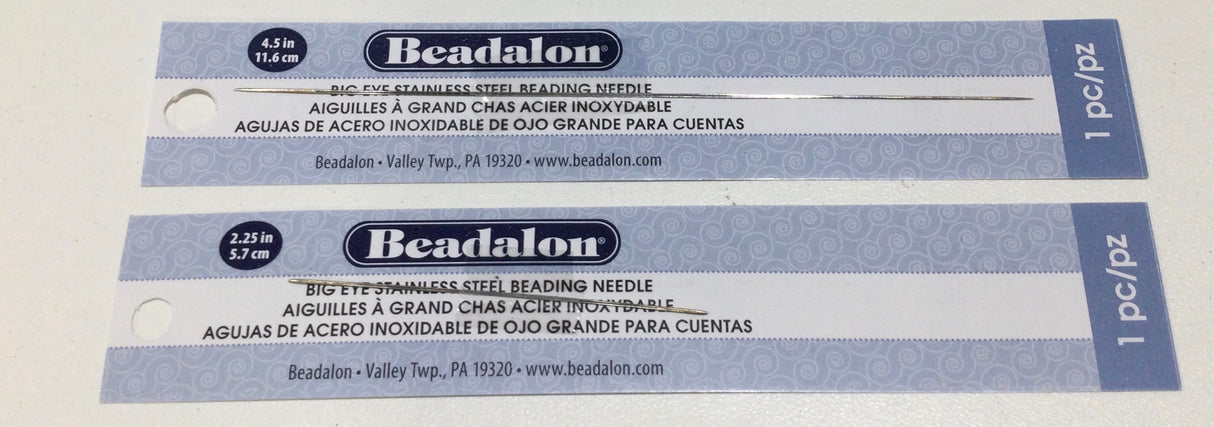 4.5 in
11.6 cm
Beadalon®
BIG EYE STAINLESS STEEL BEADING NEEDLE
AIGUILLES À GRAND CHAS ACIER INOXYDABLE
AGUJAS DE ACERO INOXIDABLE DE OJO GRANDE PARA CUENTAS
Beadalon • Valley Twp., PA 19320 • www.beadalon.com
1 pc/pz
2.25 in
5.7 cm
Beadalon®
BIG EYE STAINLESS STEEL BEADING NEEDLE
AIGUILLES À GRAND CHAS ACIER INOXYDABLE
AGUJAS DE ACERO INOXIDABLE DE OJO GRANDE PARA CUENTAS
Beadalon • Valley Twp., PA 19320 • www.beadalon.com
1 pc/pz